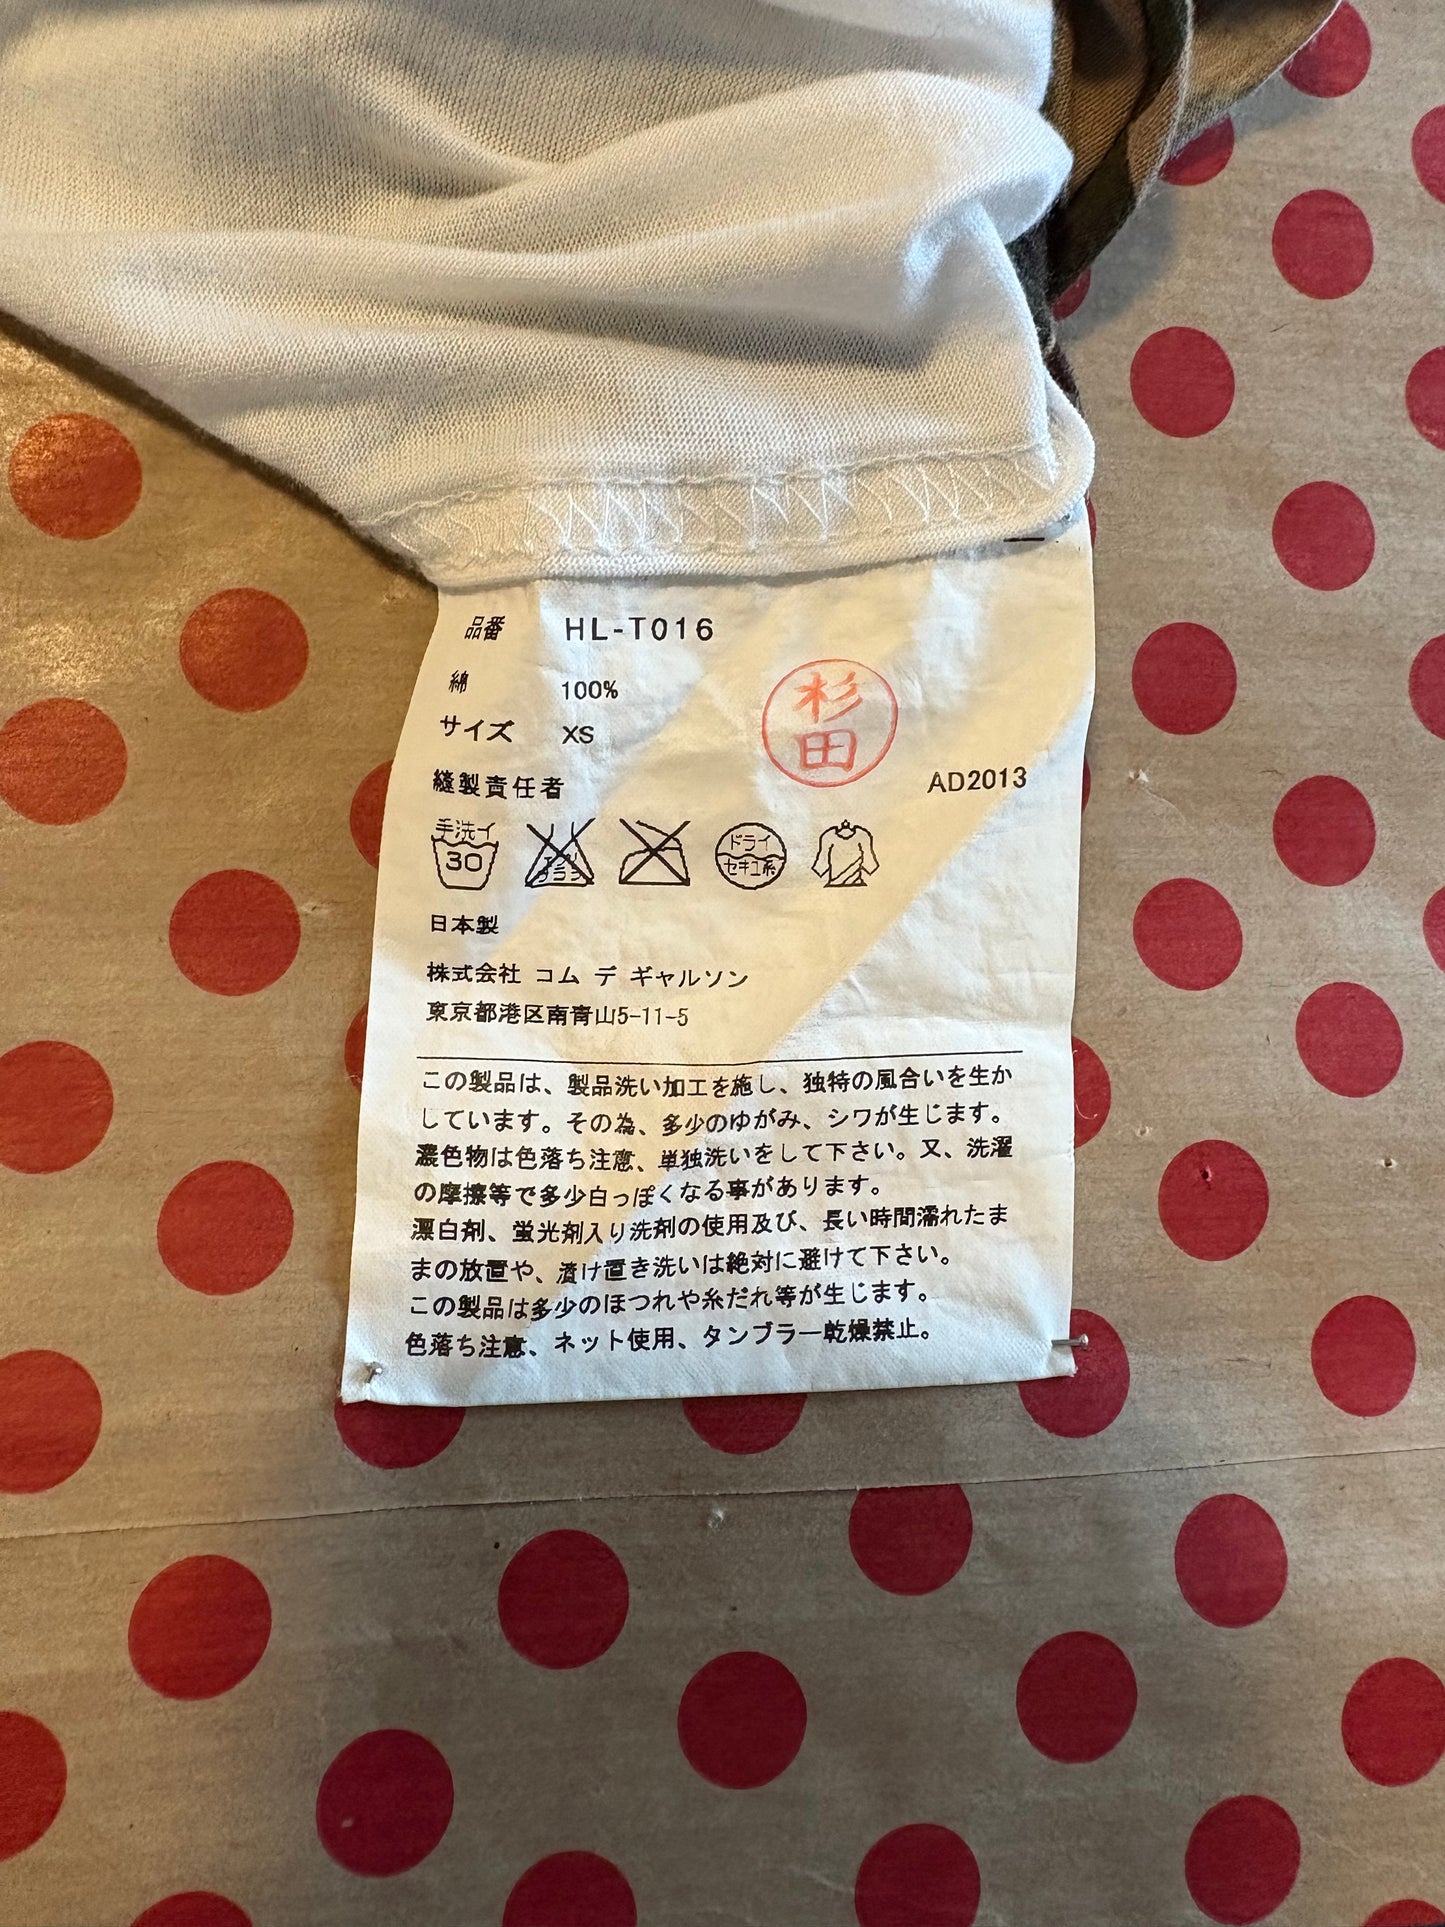 品番 HL-T016
綿 100%
サイズ XS
杉田
縫製責任者
AD2013
手洗イ
30
エンソ
サラシ
ドライ
セキユ系
日本製
株式会社 コム デ ギャルソン
東京都港区南青山5-11-5
この製品は、製品洗い加工を施し、独特の風合いを生か
しています。その為、多少のゆがみ、シワが生じます。
濃色物は色落ち注意、単独洗いをして下さい。又、洗濯
の摩擦等で多少白っぽくなる事があります。
漂白剤、蛍光剤入り洗剤の使用及び、長い時間濡れたま
まの放置や、漬け置き洗いは絶対に避けて下さい。
この製品は多少のほつれや糸だれ等が生じます。
色落ち注意、ネット使用、タンブラー乾燥禁止。